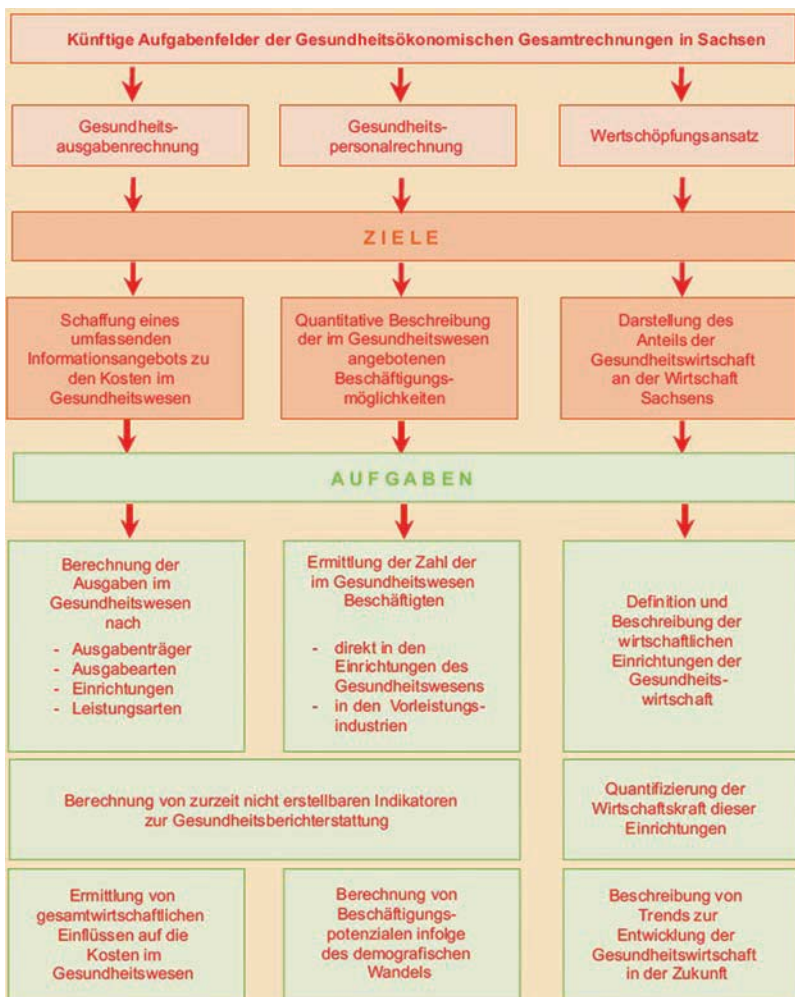 Künftige Aufgabenfelder der Gesundheitsökonomischen Gesamtrechnungen in Sachsen
Gesundheits-
ausgabenrechnung
Gesundheits-
personalrechnung
Wertschöpfungsansatz
ZIELE
Schaffung eines
umfassenden
Informationsangebots zu
den Kosten im
Gesundheitswesen
Quantitative Beschreibung
der im Gesundheitswesen
angebotenen
Beschäftigungs-
möglichkeiten
Darstellung des
Anteils der
Gesundheitswirtschaft
an der Wirtschaft
Sachsens
AUFGABEN
Berechnung der
Ausgaben im
Gesundheitswesen
nach
- Ausgabenträger
- Ausgabearten
- Einrichtungen
- Leistungsarten
Ermittlung der Zahl der
im Gesundheitswesen
Beschäftigten
- direkt in den
Einrichtungen des
Gesundheitswesens
- in den Vorleistungs-
industrien
Definition und
Beschreibung der
wirtschaftlichen
Einrichtungen der
Gesundheits-
wirtschaft
Berechnung von zurzeit nicht erstellbaren Indikatoren
zur Gesundheitsberichterstattung
Quantifizierung der
Wirtschaftskraft dieser
Einrichtungen
Ermittlung von
gesamtwirtschaftlichen
Einflüssen auf die
Kosten im
Gesundheitswesen
Berechnung von
Beschäftigungs-
potenzialen infolge
des demografischen
Wandels
Beschreibung von
Trends zur
Entwicklung der
Gesundheitswirtschaft
in der Zukunft